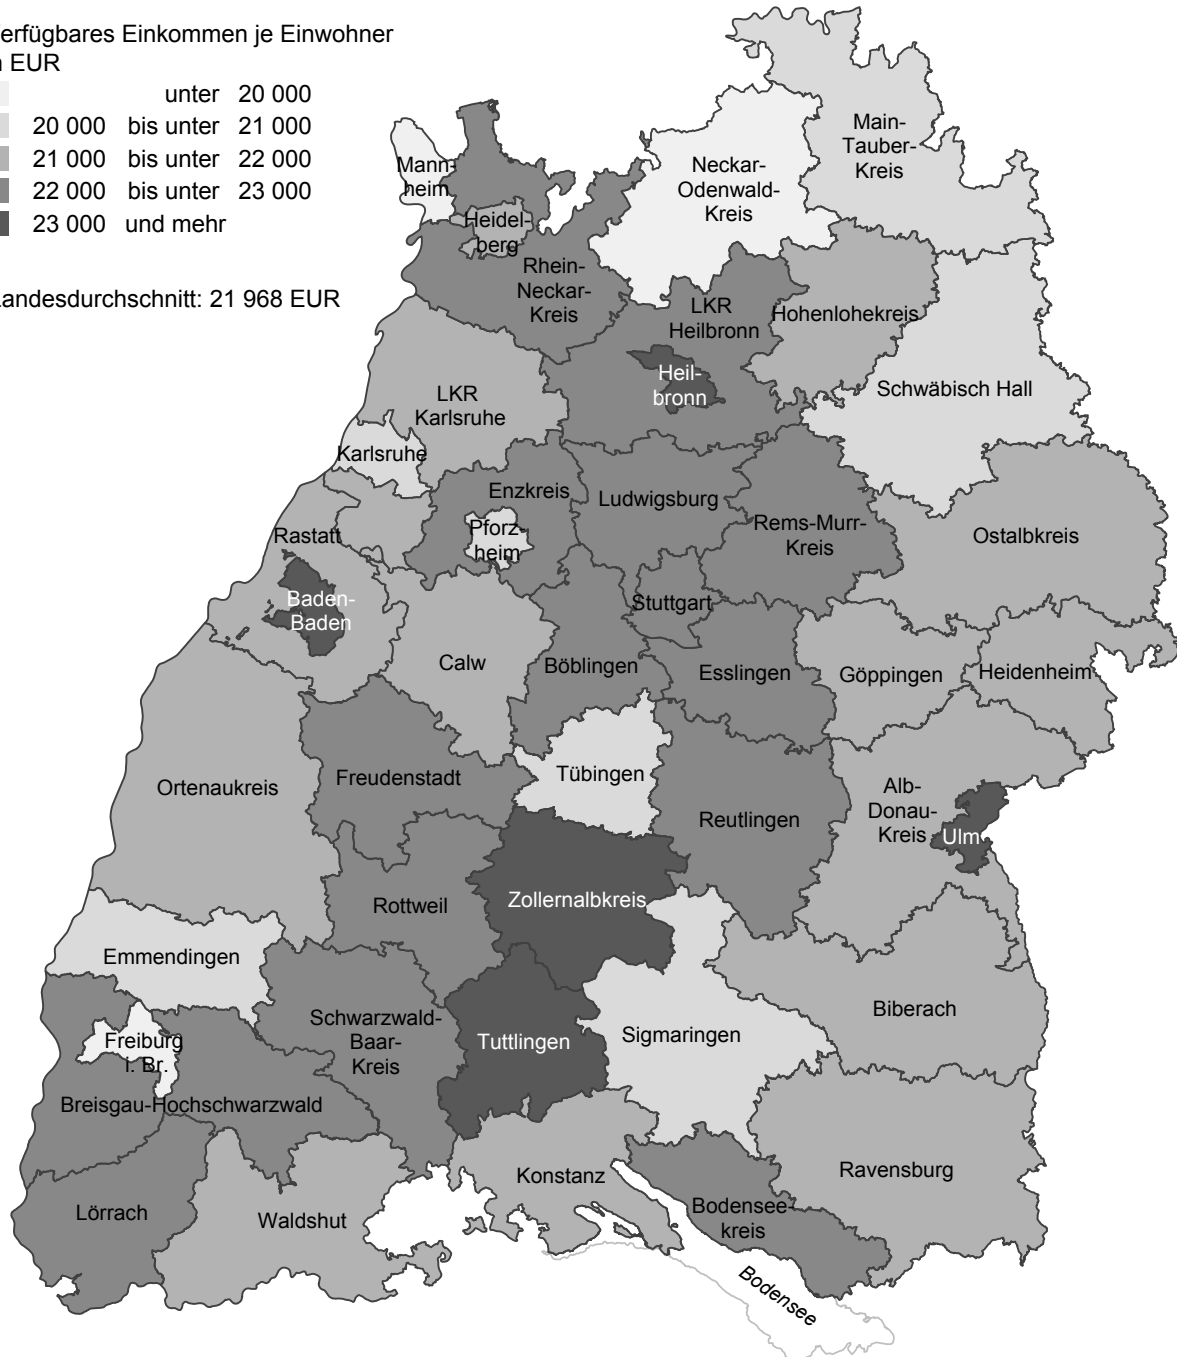 erfügbares Einkommen je Einwohner
EUR
unter 20 000
20 000 bis unter 21 000
21 000 bis unter 22 000
22 000 bis unter 23 000
23 000 und mehr
andesdurchschnitt: 21 968 EUR
Main-
Tauber-
Kreis
Neckar-
Odenwald-
Kreis
Mann-
heim
Heidel-
berg
Rhein-
Neckar-
Kreis
LKR
Heilbronn
Hohenlohekreis
Heil-
bronn
Schwäbisch Hall
LKR
Karlsruhe
Karlsruhe
Enzkreis
Ludwigsburg
Pforz-
heim
Rems-Murr-
Kreis
Ostalbkreis
Rastatt
Baden-
Baden
Stuttgart
Calw
Böblingen
Esslingen
Göppingen
Heidenheim
Ortenaukreis
Freudenstadt
Tübingen
Reutlingen
Alb-
Donau-
Kreis
Ulm
Zollernalbkreis
Rottweil
Emmendingen
Biberach
Schwarzwald-
Baar-
Kreis
Tuttlingen
Sigmaringen
Freiburg
i. Br.
Breisgau-Hochschwarzwald
Konstanz
Ravensburg
Lörrach
Waldshut
Bodensee-
kreis
Bodensee